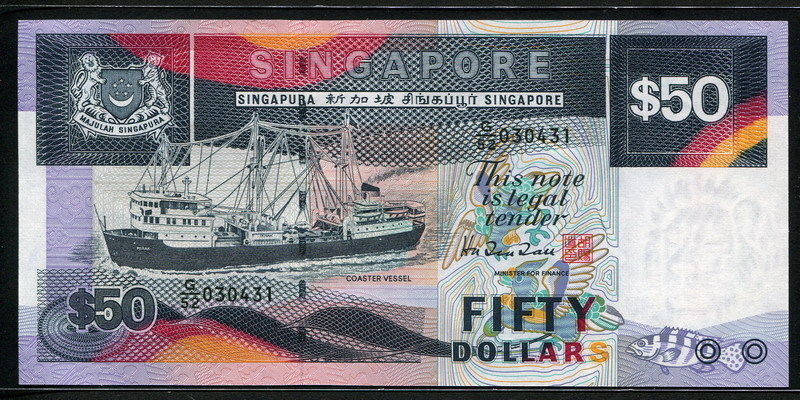 SINGAPORE
SINGAPURA 新加坡 சிங்கப்பூர் SINGAPORE
MAJULAH SINGAPURA
$50
G/52 030431
This note
is legal
tender
MINISTER FOR FINANCE
COASTER VESSEL
$50
G/52 030431
FIFTY
DOLLARS